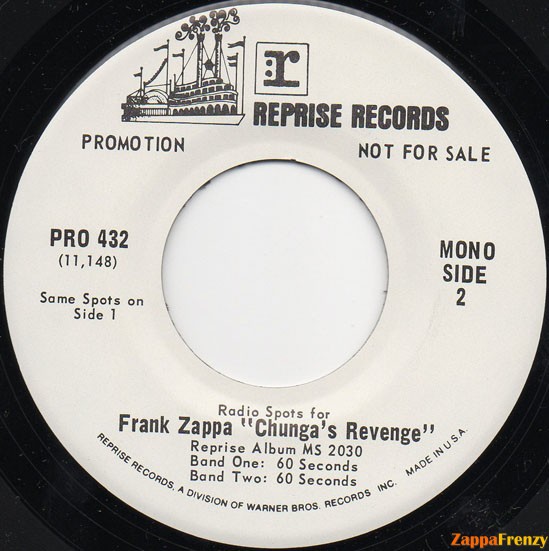 r
REPRISE RECORDS
PROMOTION
NOT FOR SALE
PRO 432
(11,148)
Same Spots on
Side 1
MONO
SIDE
2
Radio Spots for
Frank Zappa "Chunga's Revenge"
Reprise Album MS 2030
Band One: 60 Seconds
Band Two: 60 Seconds
REPRISE RECORDS, A DIVISION OF WARNER BROS. RECORDS INC. MADE IN U.S.A.
ZappaFrenzy